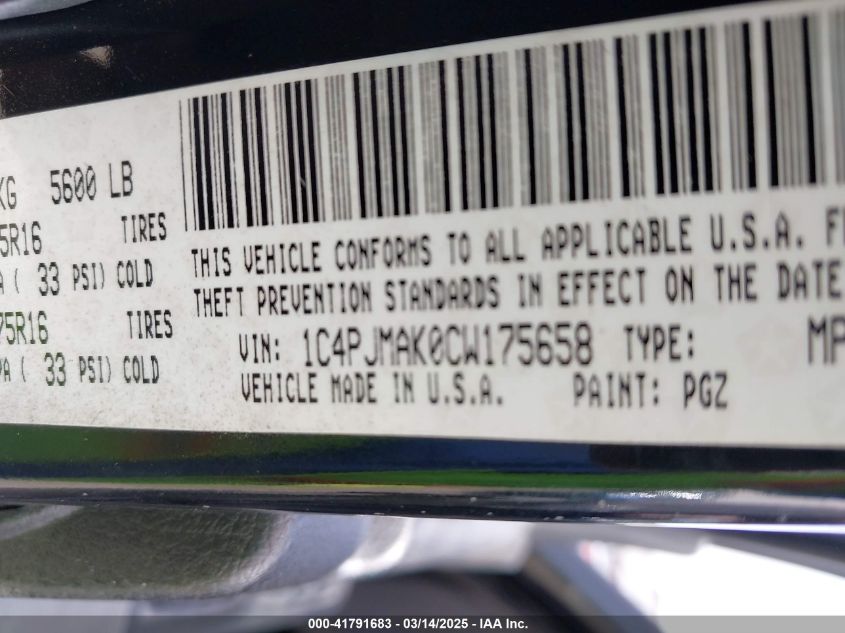 KG 5600 LB
5R16 TIRES
A ( 33 PSI) COLD
75R16 TIRES
PA ( 33 PSI) COLD
THIS VEHICLE CONFORMS TO ALL APPLICABLE U.S.A. F
THEFT PREVENTION STANDARDS IN EFFECT ON THE DATE
VIN: 1C4PJMAK0CW175658 TYPE: MP
VEHICLE MADE IN U.S.A. PAINT: PGZ
000-41791683 - 03/14/2025 - IAA Inc.